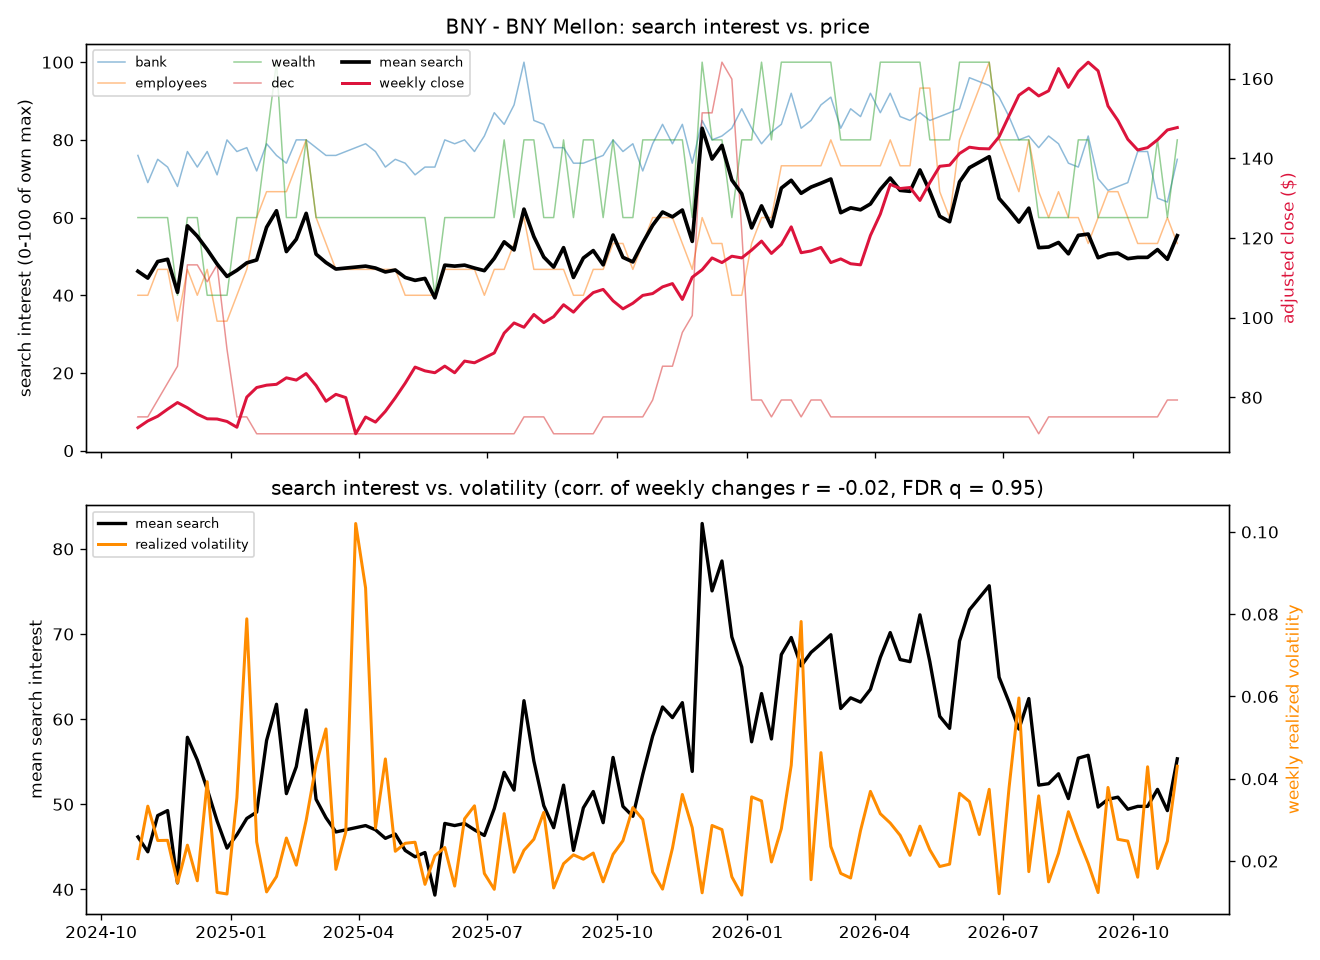 BNY - BNY Mellon: search interest vs. price
bank
employees
wealth
dec
mean search
weekly close
100
80
60
40
20
0
search interest (0-100 of own max)
160
140
120
100
80
adjusted close ($)
search interest vs. volatility (corr. of weekly changes r = -0.02, FDR q = 0.95)
mean search
realized volatility
80
70
60
50
40
mean search interest
0.10
0.08
0.06
0.04
0.02
weekly realized volatility
2024-10
2025-01
2025-04
2025-07
2025-10
2026-01
2026-04
2026-07
2026-10